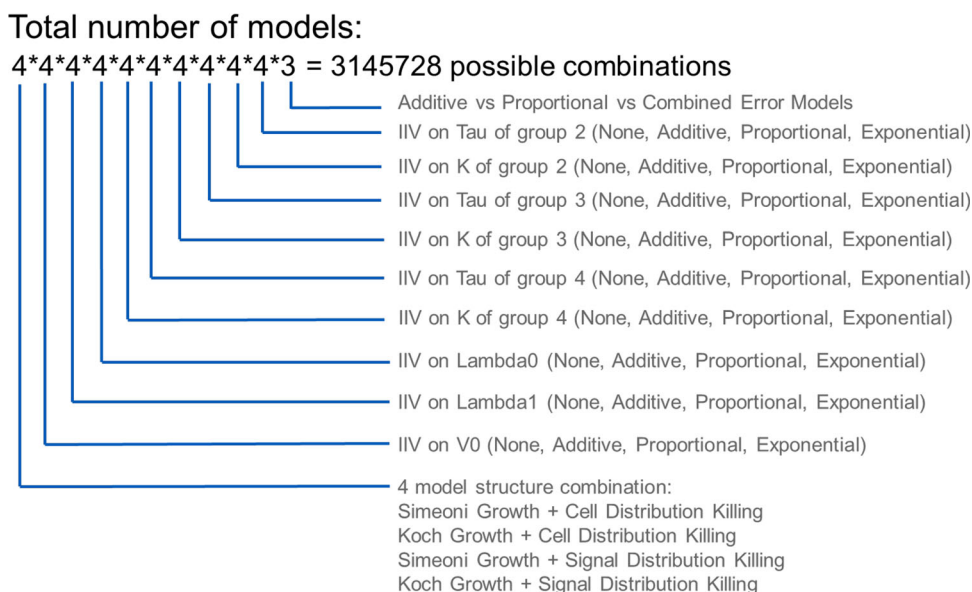 Total number of models:
4*4*4*4*4*4*4*4*4*4*3 = 3145728 possible combinations
Additive vs Proportional vs Combined Error Models
IIV on Tau of group 2 (None, Additive, Proportional, Exponential)
IIV on K of group 2 (None, Additive, Proportional, Exponential)
IIV on Tau of group 3 (None, Additive, Proportional, Exponential)
IIV on K of group 3 (None, Additive, Proportional, Exponential)
IIV on Tau of group 4 (None, Additive, Proportional, Exponential)
IIV on K of group 4 (None, Additive, Proportional, Exponential)
IIV on Lambda0 (None, Additive, Proportional, Exponential)
IIV on Lambda1 (None, Additive, Proportional, Exponential)
IIV on V0 (None, Additive, Proportional, Exponential)
4 model structure combination:
Simeoni Growth + Cell Distribution Killing
Koch Growth + Cell Distribution Killing
Simeoni Growth + Signal Distribution Killing
Koch Growth + Signal Distribution Killing